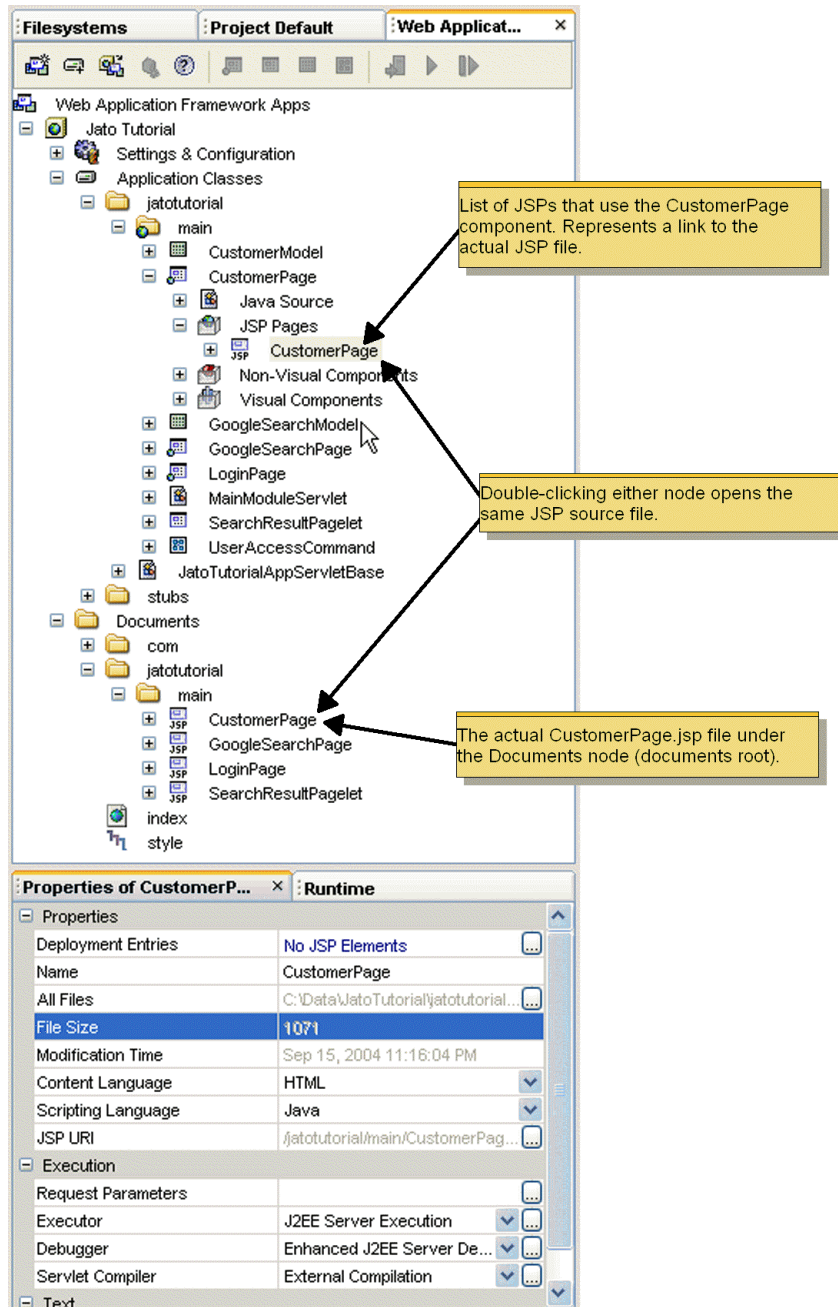 Filesystems
Project Default
Web Applicat...
Web Application Framework Apps
Jato Tutorial
Settings & Configuration
Application Classes
jatotutorial
main
CustomerModel
CustomerPage
Java Source
JSP Pages
JSP CustomerPage
Non-Visual Components
Visual Components
GoogleSearchModel
GoogleSearchPage
LoginPage
MainModuleServlet
SearchResultPagelet
UserAccessCommand
JatoTutorialAppServletBase
stubs
Documents
com
jatotutorial
main
JSP CustomerPage
JSP GoogleSearchPage
JSP LoginPage
JSP SearchResultPagelet
index
style
List of JSPs that use the CustomerPage
component. Represents a link to the
actual JSP file.
Double-clicking either node opens the
same JSP source file.
The actual CustomerPage.jsp file under
the Documents node (documents root).
Properties of CustomerP...
Runtime
Properties
Deployment Entries No JSP Elements ...
Name CustomerPage
All Files C:\Data\JatoTutorial\jatotutorial... ...
File Size 1071
Modification Time Sep 15, 2004 11:16:04 PM
Content Language HTML
Scripting Language Java
JSP URI /jatotutorial/main/CustomerPag... ...
Execution
Request Parameters ...
Executor J2EE Server Execution ...
Debugger Enhanced J2EE Server De... ...
Servlet Compiler External Compilation ...
Text